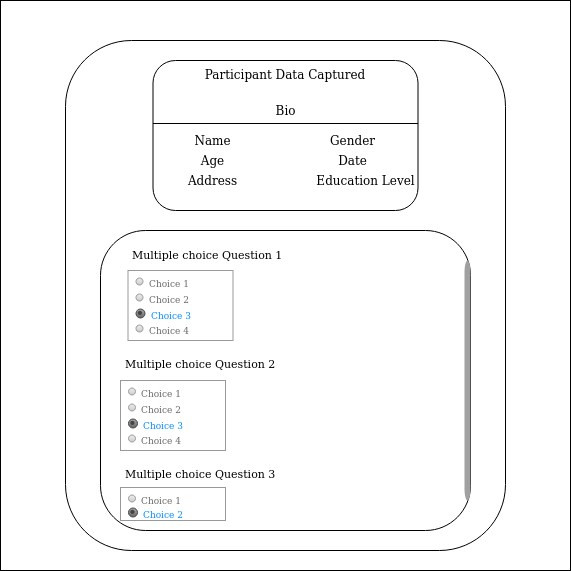 Participant Data Captured
Bio
Name Gender
Age Date
Address Education Level
Multiple choice Question 1
Choice 1
Choice 2
Choice 3
Choice 4
Multiple choice Question 2
Choice 1
Choice 2
Choice 3
Choice 4
Multiple choice Question 3
Choice 1
Choice 2